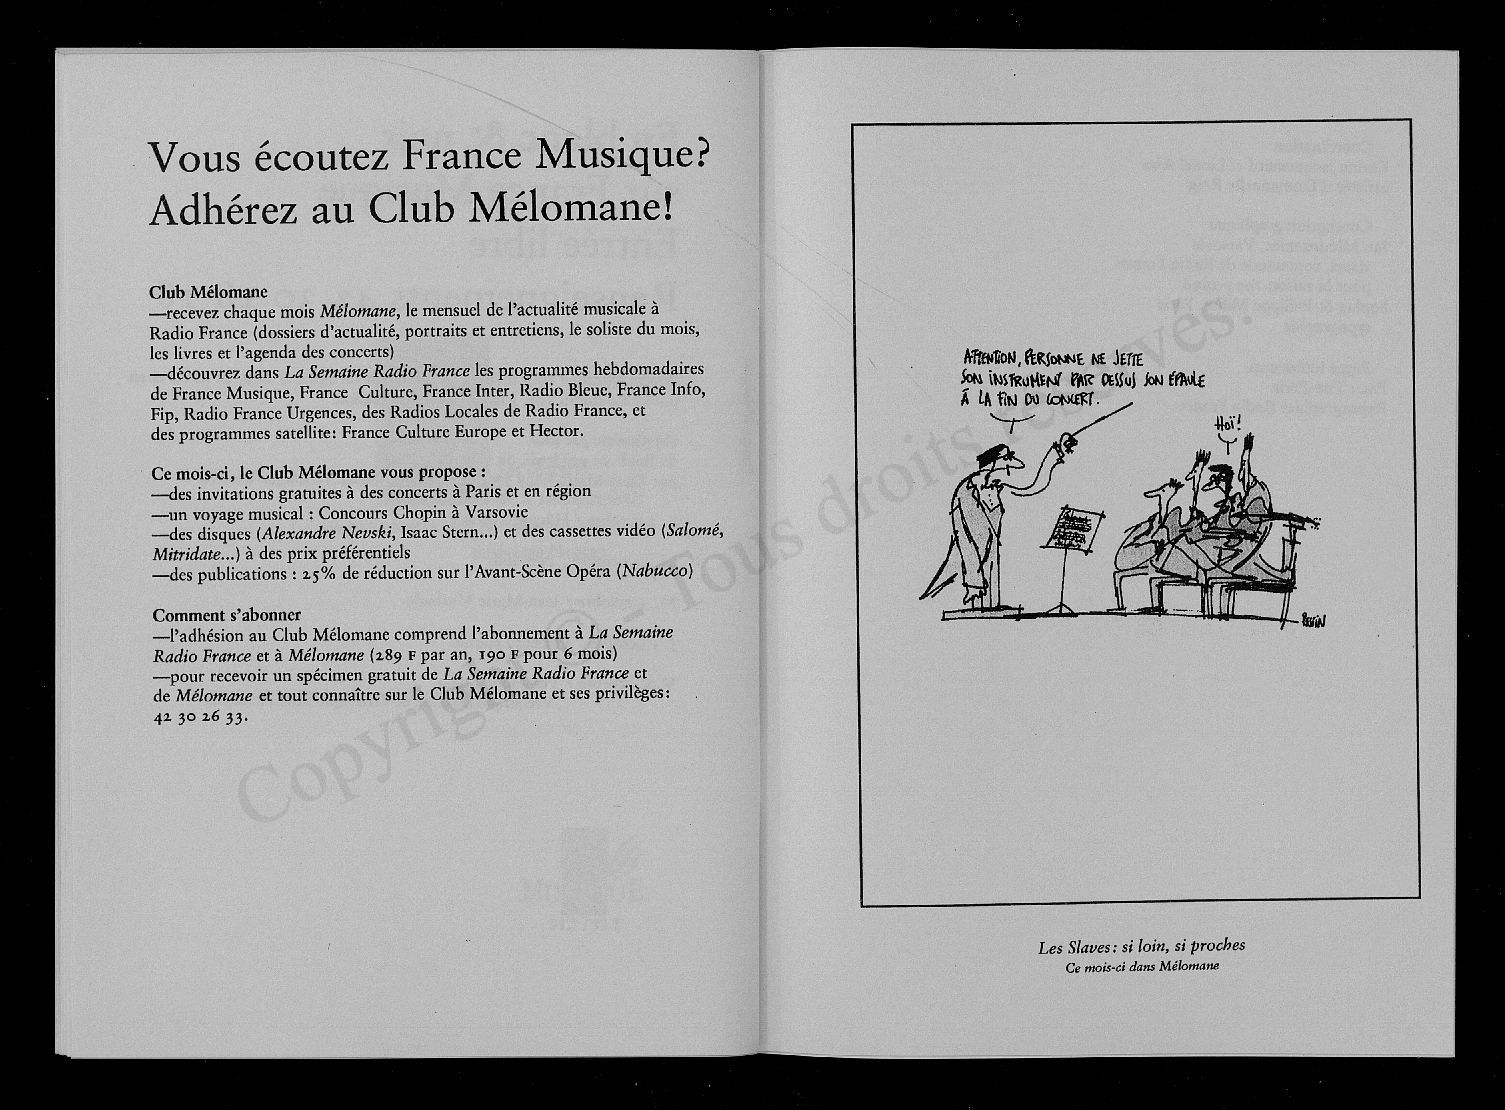 Vous écoutez France Musique?
Adhérez au Club Mélomane!
Club Mélomane
—recevez chaque mois Mélomane, le mensuel de l'actualité musicale à
Radio France (dossiers d'actualité, portraits et entretiens, le soliste du mois,
les livres et l'agenda des concerts)
—découvrez dans La Semaine Radio France les programmes hebdomadaires
de France Musique, France Culture, France Inter, Radio Bleue, France Info,
Fip, Radio France Urgences, des Radios Locales de Radio France, et
des programmes satellite: France Culture Europe et Hector.
Ce mois-ci, le Club Mélomane vous propose :
—des invitations gratuites à des concerts à Paris et en région
—un voyage musical : Concours Chopin à Varsovie
—des disques (Alexandre Nevski, Isaac Stern...) et des cassettes vidéo (Salomé,
Mitridate...) à des prix préférentiels
—des publications : 25% de réduction sur l'Avant-Scène Opéra (Nabucco)
Comment s'abonner
—l'adhésion au Club Mélomane comprend l'abonnement à La Semaine
Radio France et à Mélomane (289 F par an, 190 F pour 6 mois)
—pour recevoir un spécimen gratuit de La Semaine Radio France et
de Mélomane et tout connaître sur le Club Mélomane et ses privilèges:
42 30 26 33.
ATTENTION, PERSONNE NE JETTE
SON INSTRUMENT PAR DESSUS SON ÉPAULE
À LA FIN DU CONCERT.
Hoï!
Les Slaves: si loin, si proches
Ce mois-ci dans Mélomane
Copyright © - Tous droits réservés.